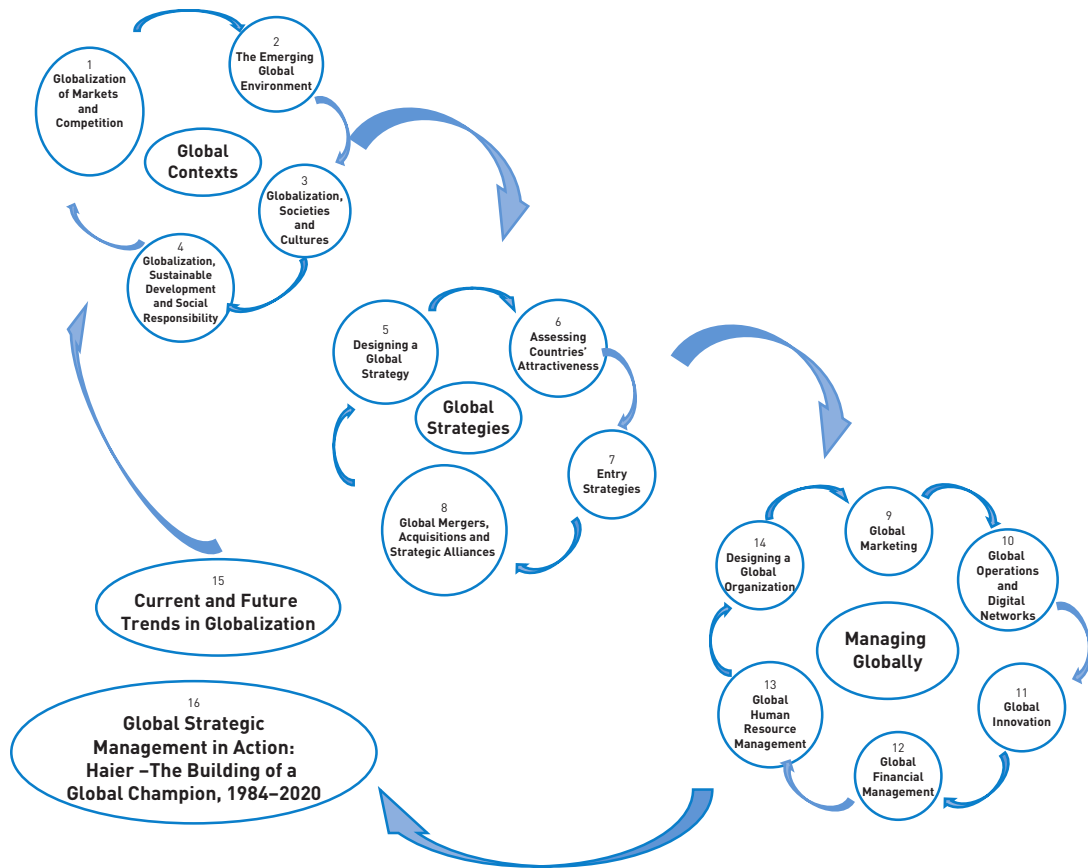 1
Globalization
of Markets
and
Competition
2
The Emerging
Global
Environment
Global
Contexts
3
Globalization,
Societies
and
Cultures
4
Globalization,
Sustainable
Development
and Social
Responsibility
5
Designing a
Global
Strategy
6
Assessing
Countries’
Attractiveness
Global
Strategies
7
Entry
Strategies
8
Global Mergers,
Acquisitions and
Strategic Alliances
9
Global
Marketing
10
Global
Operations
and
Digital
Networks
Managing
Globally
11
Global
Innovation
12
Global
Financial
Management
13
Global
Human
Resource
Management
14
Designing a
Global
Organization
15
Current and Future
Trends in Globalization
16
Global Strategic
Management in Action:
Haier –The Building of a
Global Champion, 1984–2020